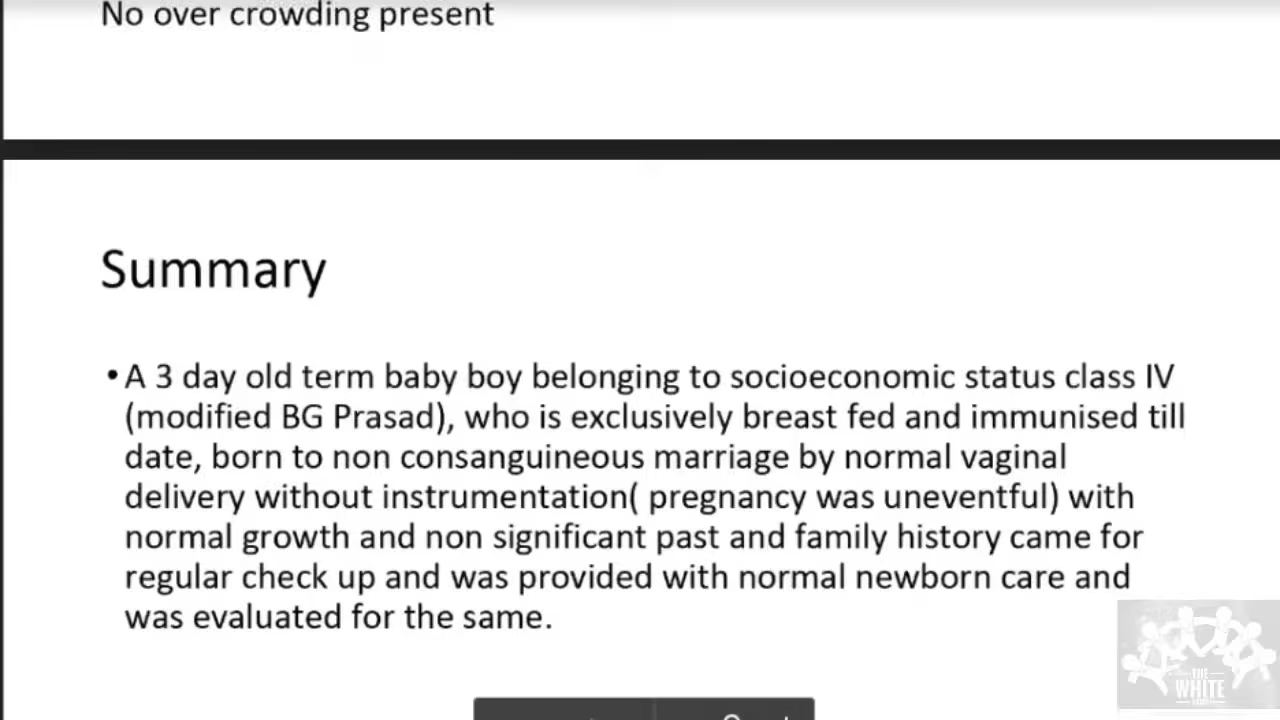 No over crowding present
Summary
•A 3 day old term baby boy belonging to socioeconomic status class IV
(modified BG Prasad), who is exclusively breast fed and immunised till
date, born to non consanguineous marriage by normal vaginal
delivery without instrumentation( pregnancy was uneventful) with
normal growth and non significant past and family history came for
regular check up and was provided with normal newborn care and
was evaluated for the same.
THE
WHITE